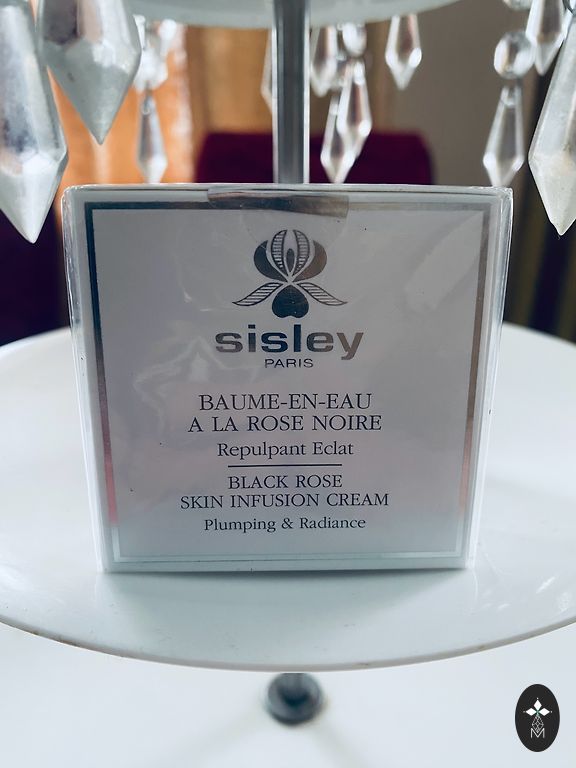 sisley
PARIS
BAUME-EN-EAU
A LA ROSE NOIRE
Repulpant Eclat
BLACK ROSE
SKIN INFUSION CREAM
Plumping & Radiance
M